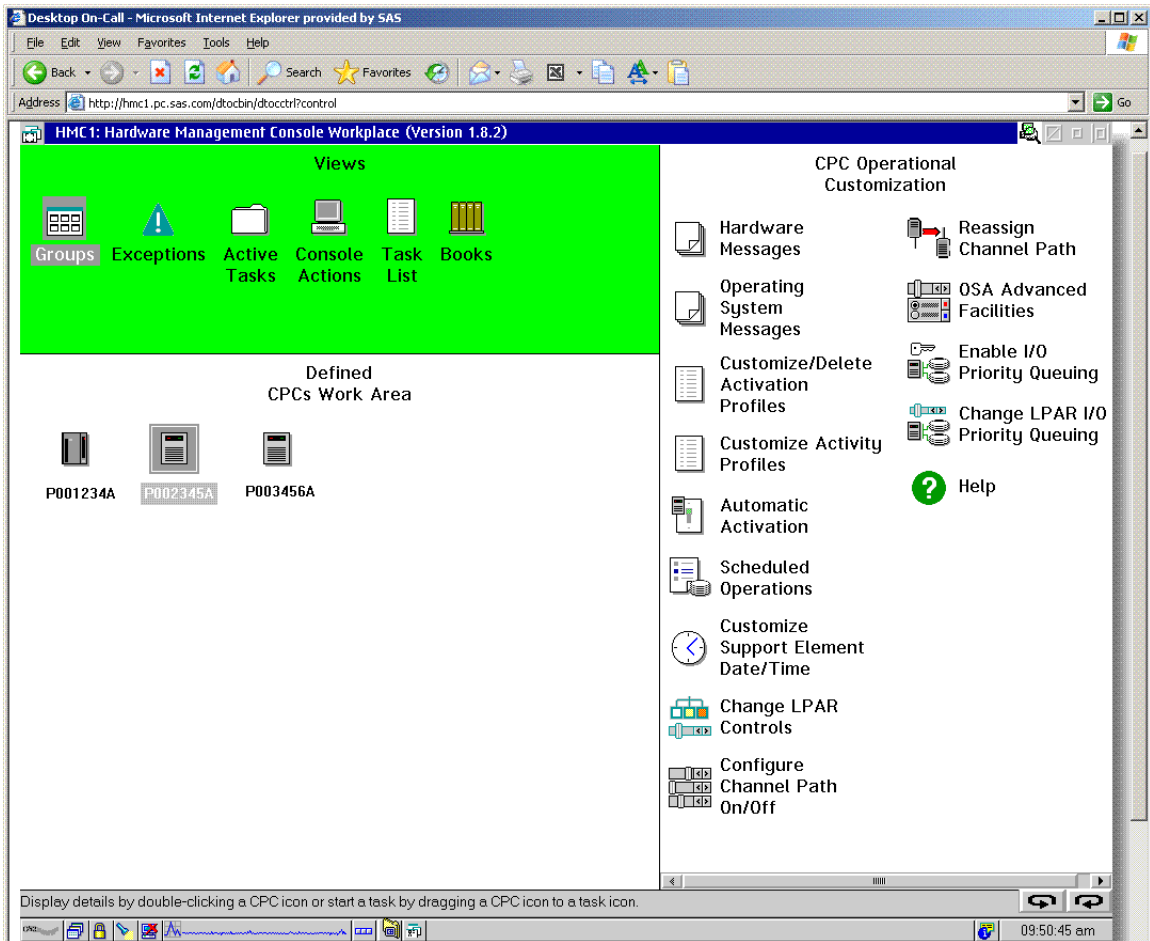 Desktop On-Call - Microsoft Internet Explorer provided by SAS
File Edit View Favorites Tools Help
Back Search Favorites
Address http://hmc1.pc.sas.com/dtocbin/dtocctrl?control Go
HMC1: Hardware Management Console Workplace (Version 1.8.2)
Views
Groups
Exceptions
Active
Tasks
Console
Actions
Task
List
Books
Defined
CPCs Work Area
P001234A
P002345A
P003456A
CPC Operational
Customization
Hardware
Messages
Operating
System
Messages
Customize/Delete
Activation
Profiles
Customize Activity
Profiles
Automatic
Activation
Scheduled
Operations
Customize
Support Element
Date/Time
Change LPAR
Controls
Configure
Channel Path
On/Off
Reassign
Channel Path
OSA Advanced
Facilities
Enable I/O
Priority Queuing
Change LPAR I/O
Priority Queuing
Help
Display details by double-clicking a CPC icon or start a task by dragging a CPC icon to a task icon.
09:50:45 am